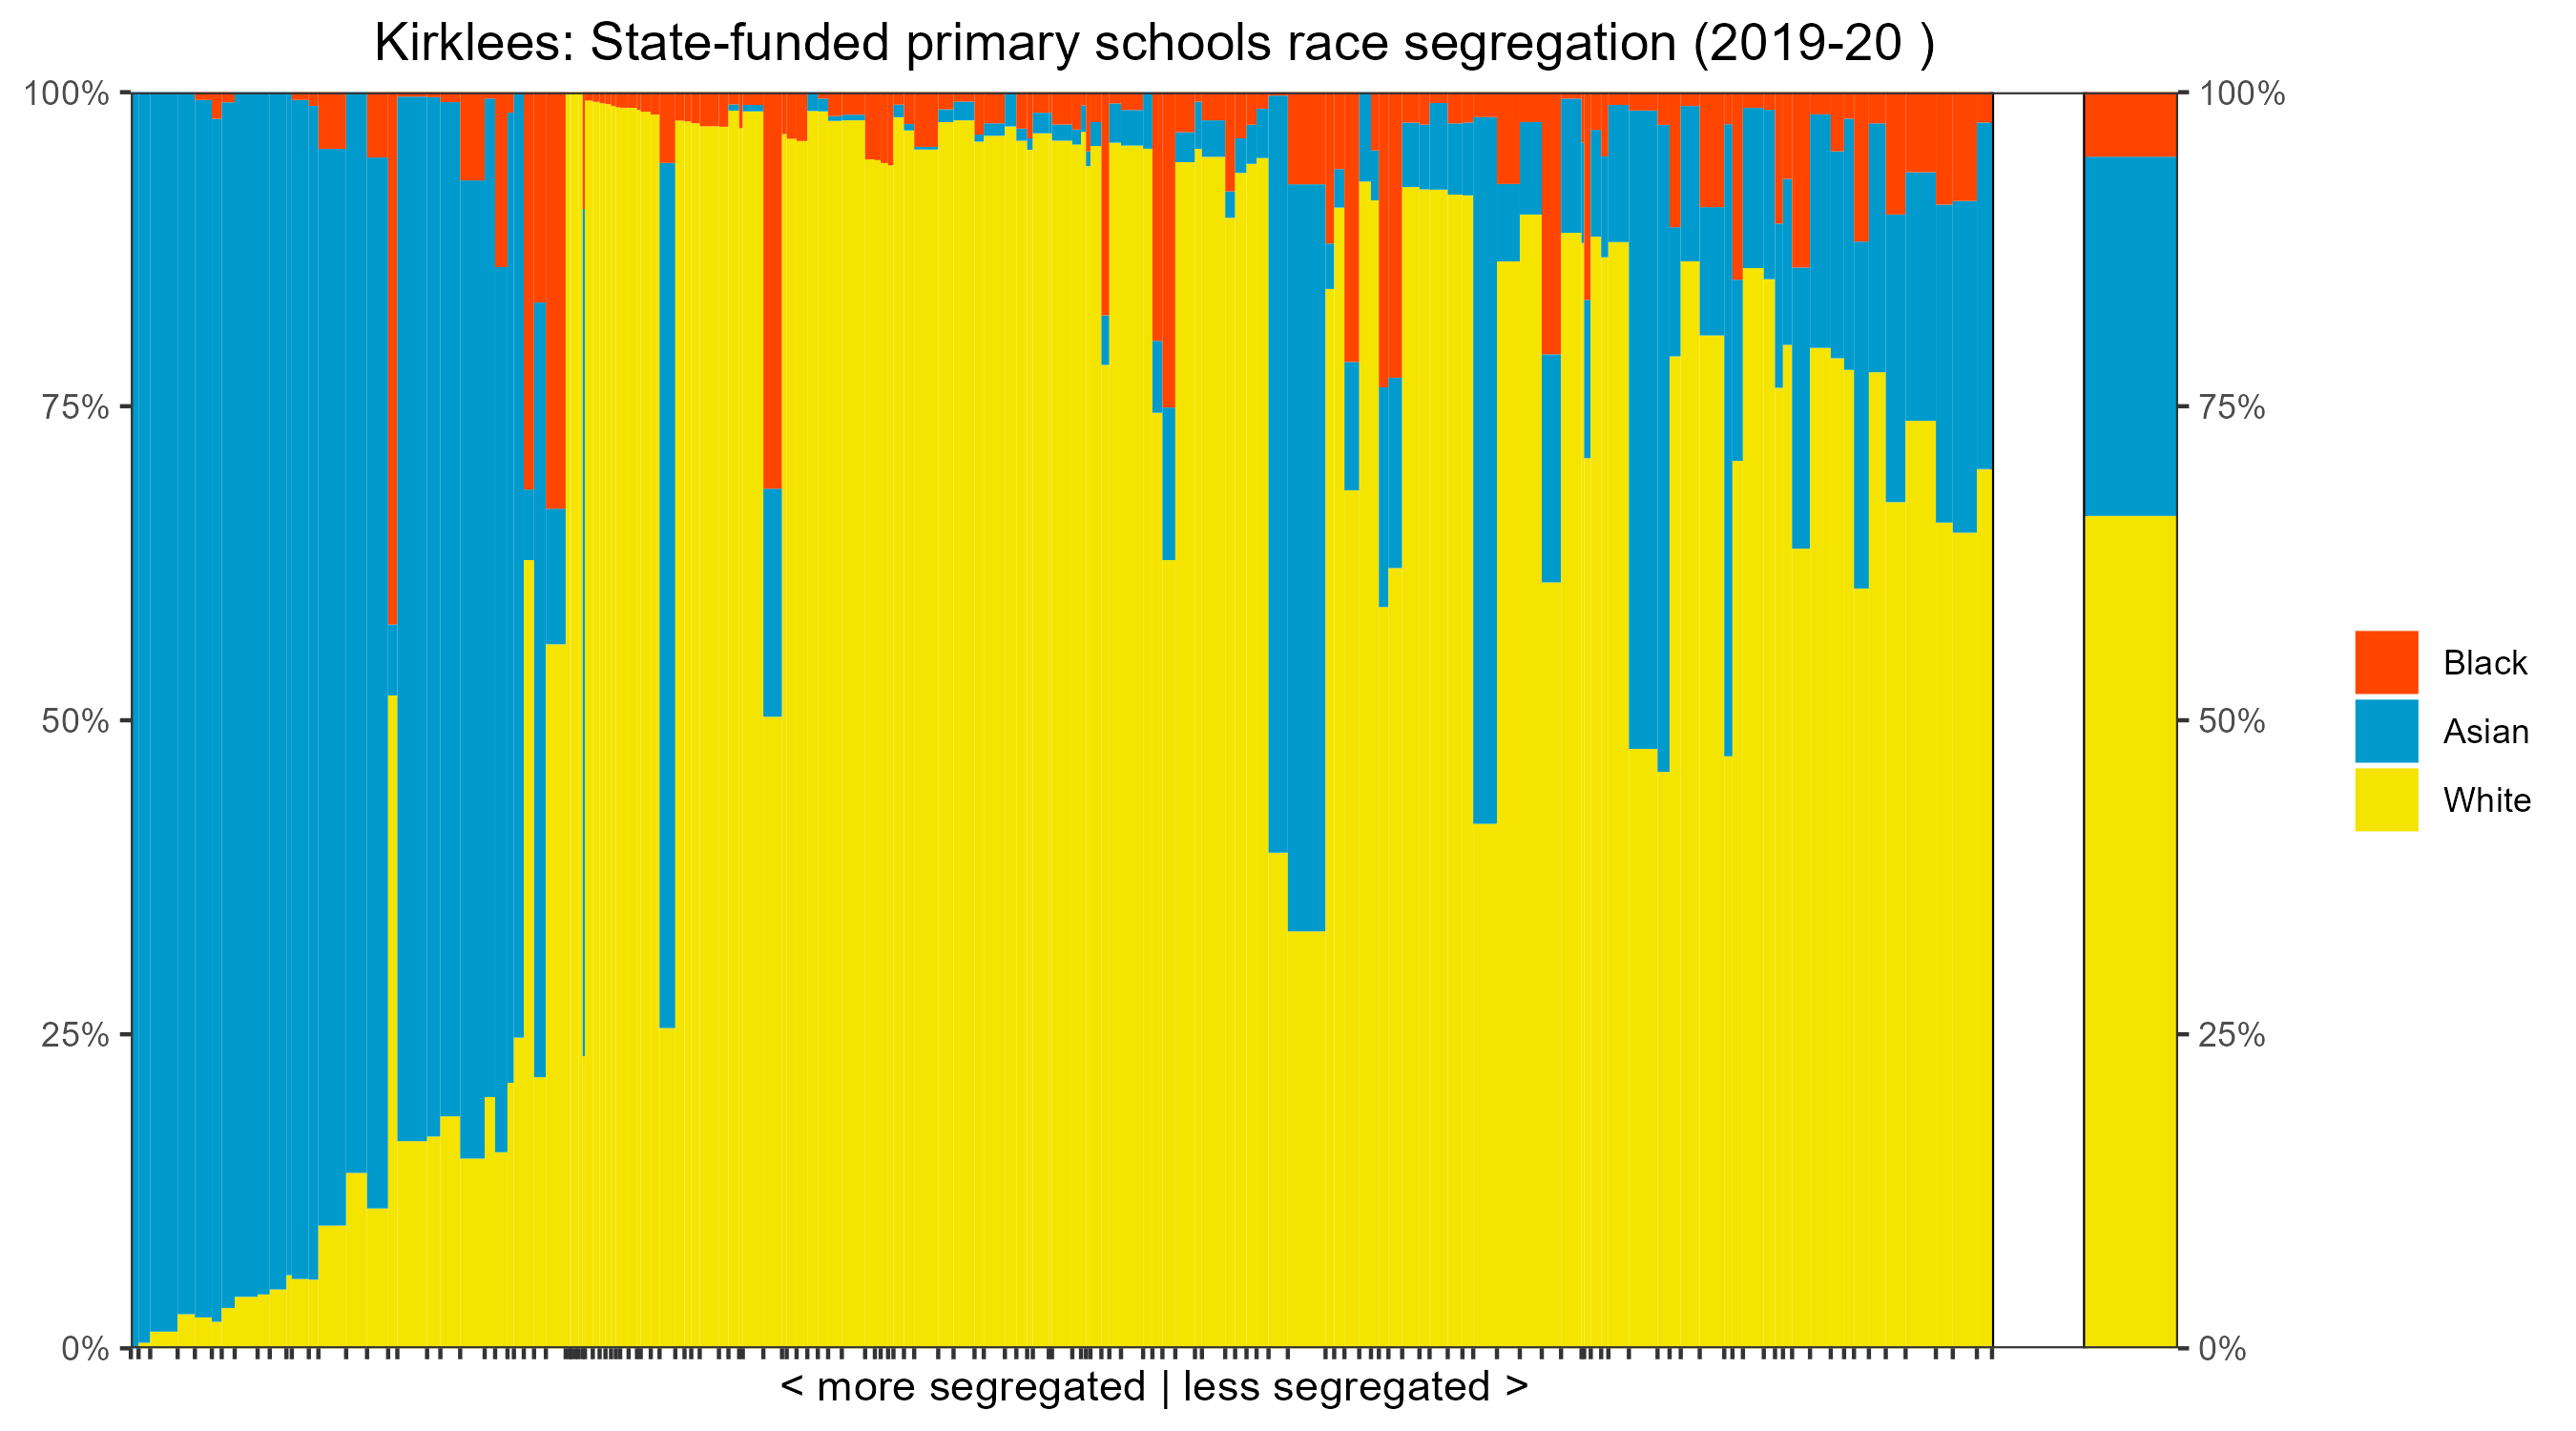 Kirklees: State-funded primary schools race segregation (2019-20 )
100%
75%
50%
25%
0%
100%
75%
50%
25%
0%
Black
Asian
White
< more segregated | less segregated >